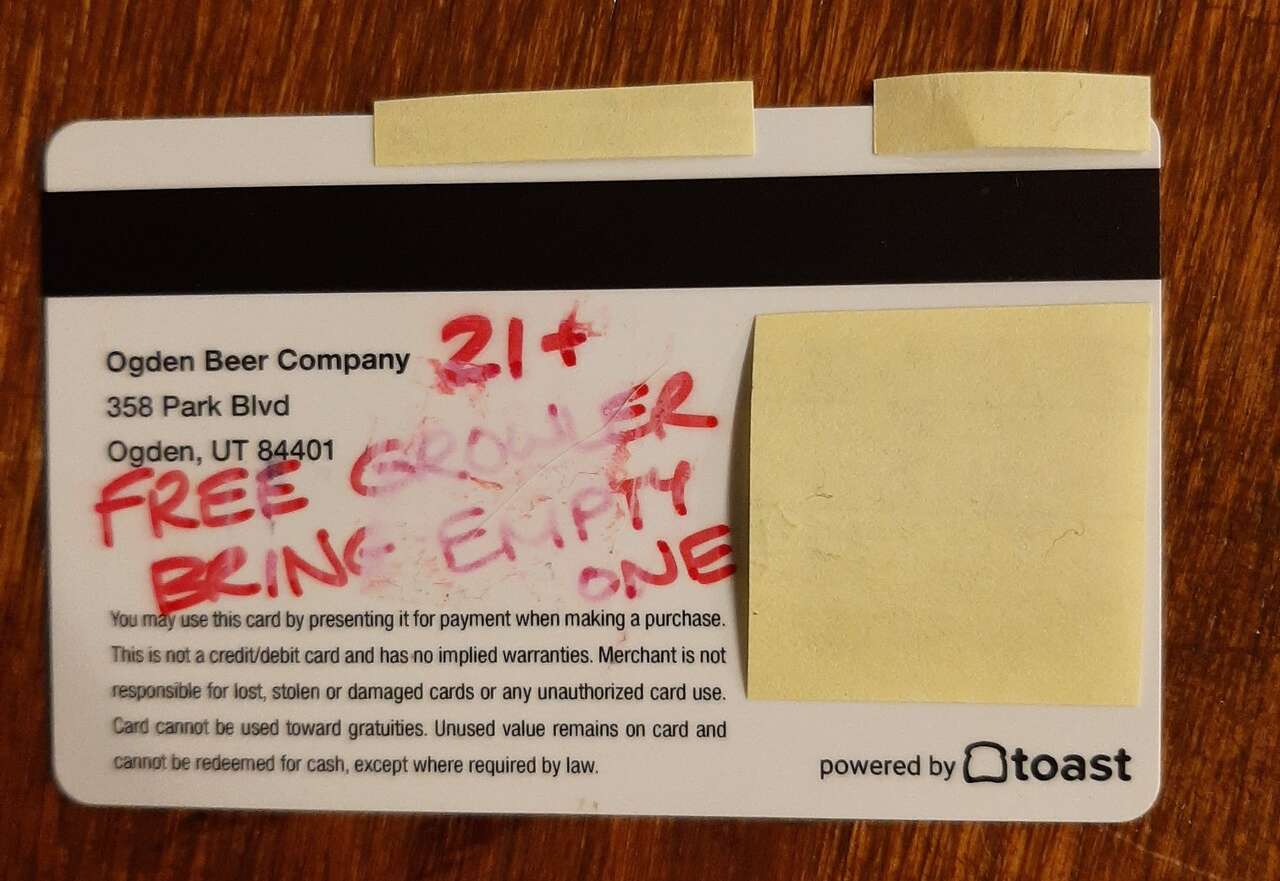 Ogden Beer Company 21+
358 Park Blvd
Ogden, UT 84401
FREE GROWLER
BRING EMPTY
ONE
You may use this card by presenting it for payment when making a purchase.
This is not a credit/debit card and has no implied warranties. Merchant is not
responsible for lost, stolen or damaged cards or any unauthorized card use.
Card cannot be used toward gratuities. Unused value remains on card and
cannot be redeemed for cash, except where required by law.
powered by toast